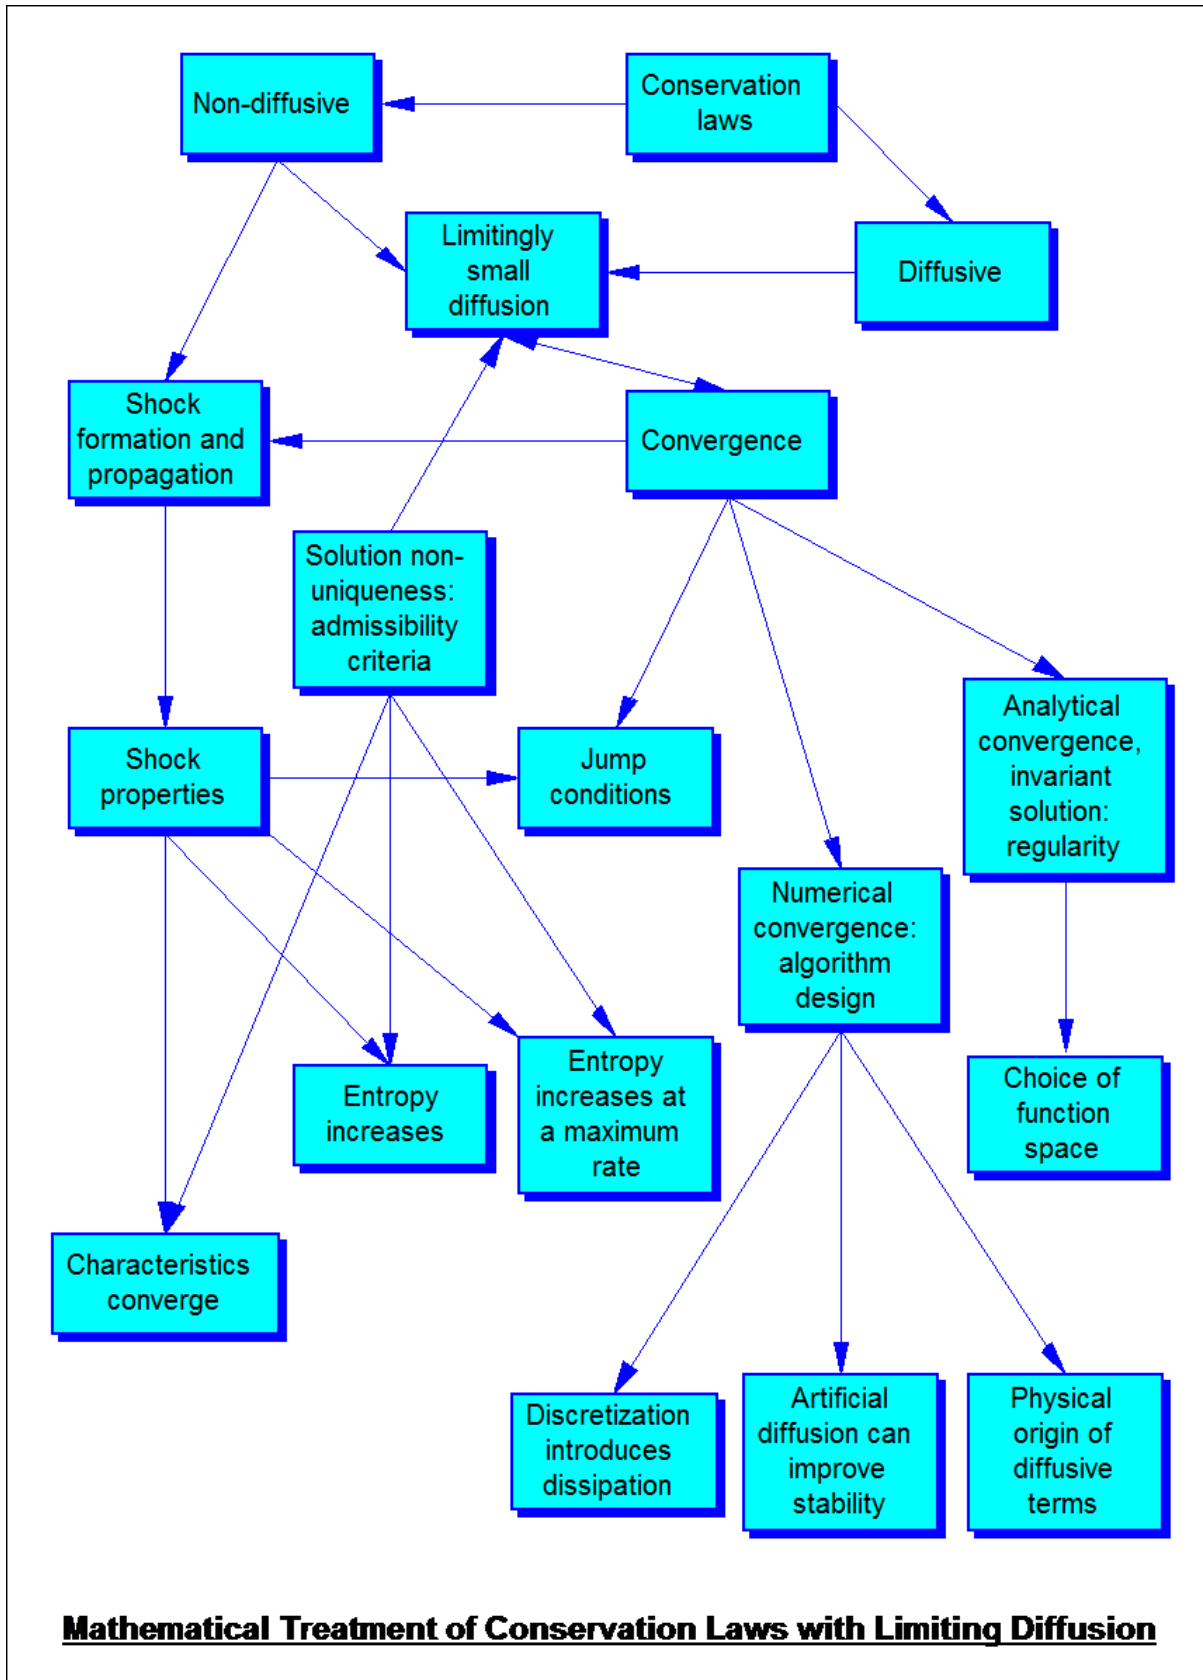 Non-diffusive
Conservation
laws
Limitingly
small
diffusion
Diffusive
Shock
formation and
propagation
Convergence
Solution non-
uniqueness:
admissibility
criteria
Analytical
convergence,
invariant
solution:
regularity
Shock
properties
Jump
conditions
Numerical
convergence:
algorithm
design
Entropy
increases
Entropy
increases at
a maximum
rate
Choice of
function
space
Characteristics
converge
Discretization
introduces
dissipation
Artificial
diffusion can
improve
stability
Physical
origin of
diffusive
terms
Mathematical Treatment of Conservation Laws with Limiting Diffusion